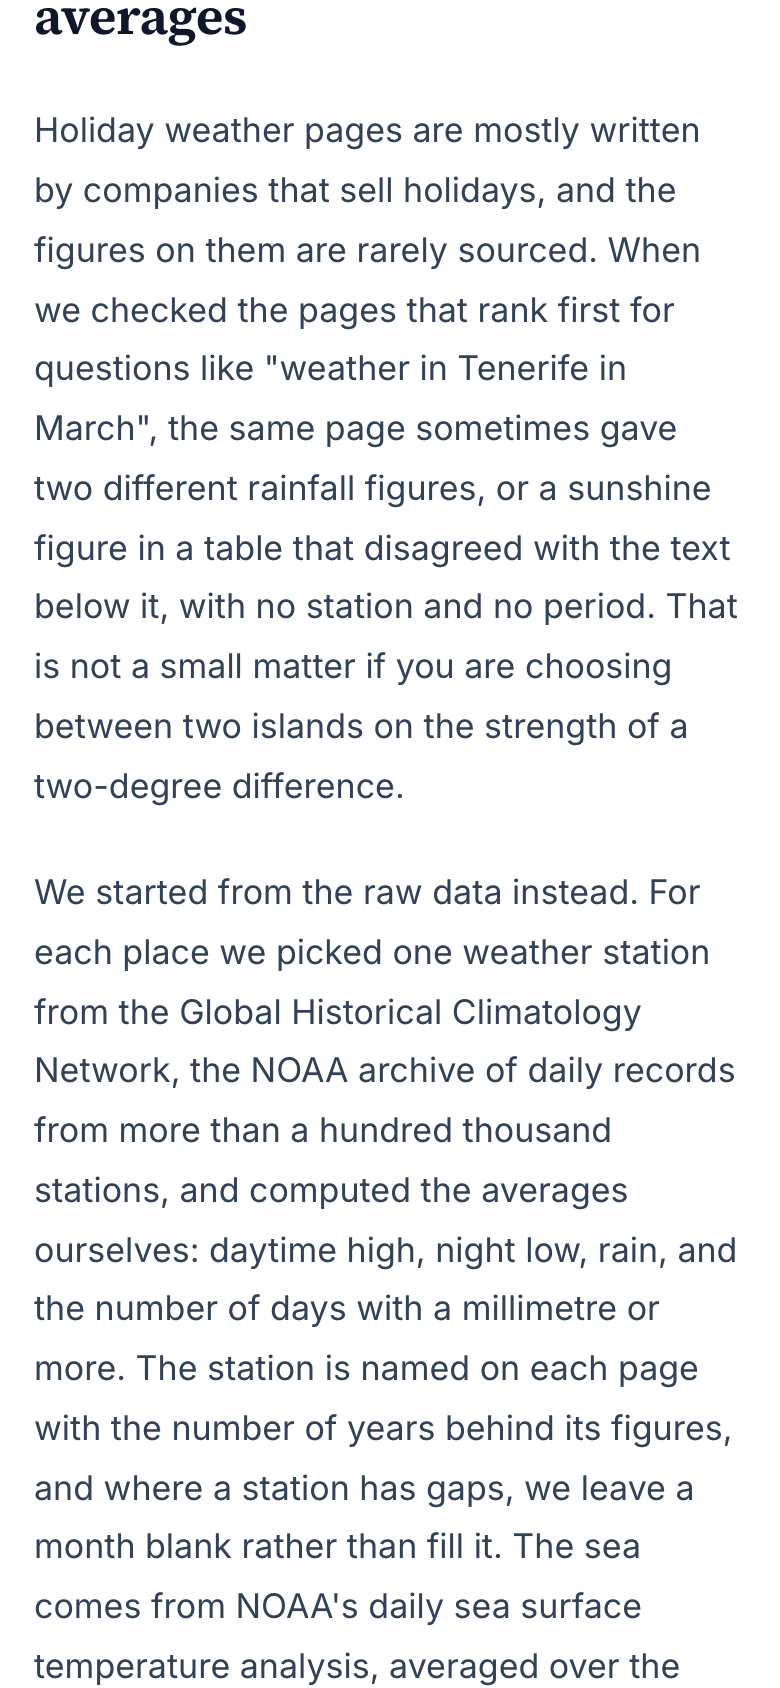 averages
Holiday weather pages are mostly written
by companies that sell holidays, and the
figures on them are rarely sourced. When
we checked the pages that rank first for
questions like "weather in Tenerife in
March", the same page sometimes gave
two different rainfall figures, or a sunshine
figure in a table that disagreed with the text
below it, with no station and no period. That
is not a small matter if you are choosing
between two islands on the strength of a
two-degree difference.
We started from the raw data instead. For
each place we picked one weather station
from the Global Historical Climatology
Network, the NOAA archive of daily records
from more than a hundred thousand
stations, and computed the averages
ourselves: daytime high, night low, rain, and
the number of days with a millimetre or
more. The station is named on each page
with the number of years behind its figures,
and where a station has gaps, we leave a
month blank rather than fill it. The sea
comes from NOAA's daily sea surface
temperature analysis, averaged over the